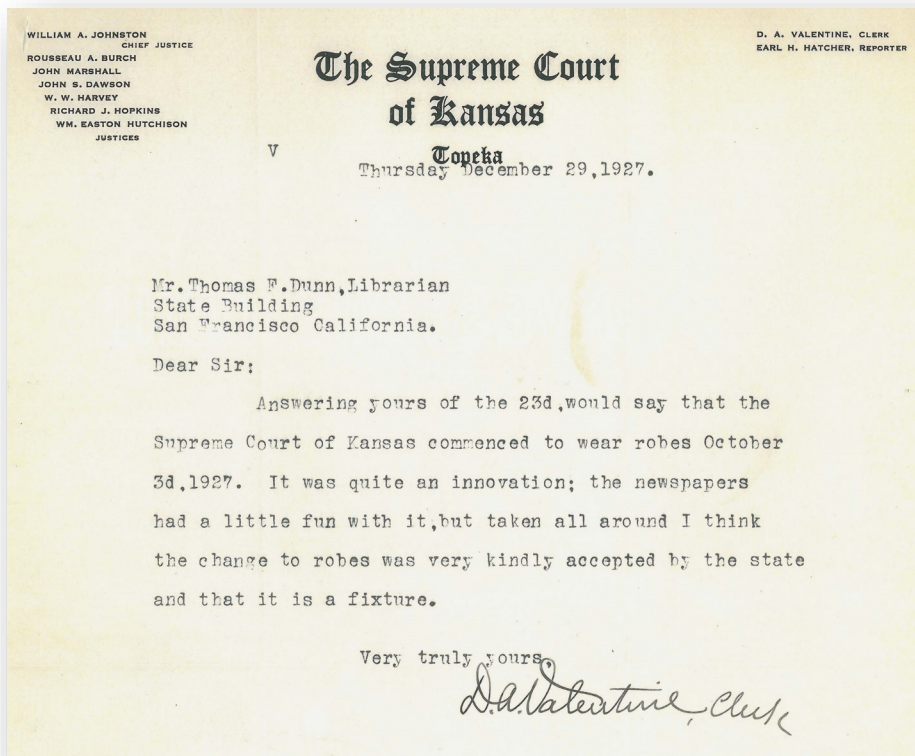 WILLIAM A. JOHNSTON
CHIEF JUSTICE
ROUSSEAU A. BURCH
JOHN MARSHALL
JOHN S. DAWSON
W. W. HARVEY
RICHARD J. HOPKINS
WM. EASTON HUTCHISON
JUSTICES
D. A. VALENTINE, CLERK
EARL H. HATCHER, REPORTER
The Supreme Court
of Kansas
Topeka
V
Thursday December 29,1927.
Mr.Thomas F.Dunn,Librarian
State Building
San Francisco California.
Dear Sir:
Answering yours of the 23d,would say that the
Supreme Court of Kansas commenced to wear robes October
3d,1927. It was quite an innovation; the newspapers
had a little fun with it,but taken all around I think
the change to robes was very kindly accepted by the state
and that it is a fixture.
Very truly yours,
D.A.Valentine, Clerk